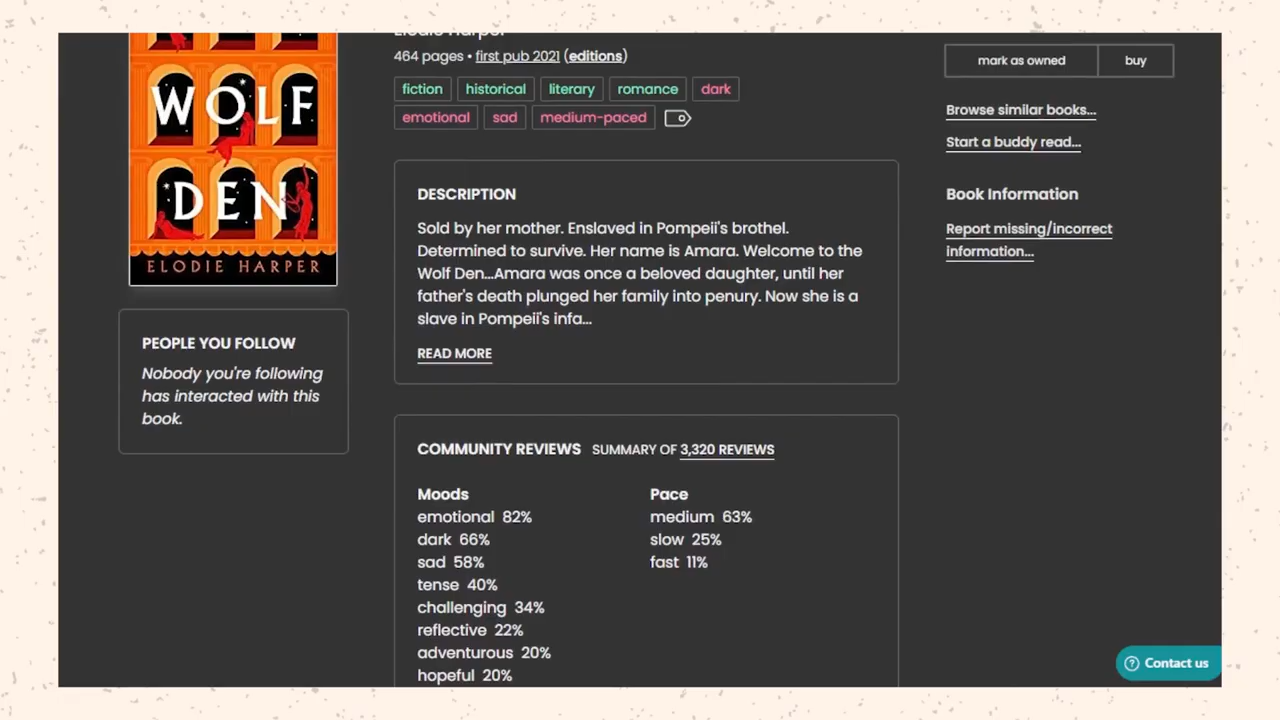 WOLF
DEN
ELODIE HARPER
PEOPLE YOU FOLLOW
Nobody you're following
has interacted with this
book.
Elodie Harper
464 pages • first pub 2021 (editions)
fiction historical literary romance dark
emotional sad medium-paced
DESCRIPTION
Sold by her mother. Enslaved in Pompeii's brothel.
Determined to survive. Her name is Amara. Welcome to the
Wolf Den...Amara was once a beloved daughter, until her
father's death plunged her family into penury. Now she is a
slave in Pompeii's infa...
READ MORE
COMMUNITY REVIEWS SUMMARY OF 3,320 REVIEWS
Moods
emotional 82%
dark 66%
sad 58%
tense 40%
challenging 34%
reflective 22%
adventurous 20%
hopeful 20%
Pace
medium 63%
slow 25%
fast 11%
mark as owned buy
Browse similar books...
Start a buddy read...
Book Information
Report missing/incorrect
information...
Contact us